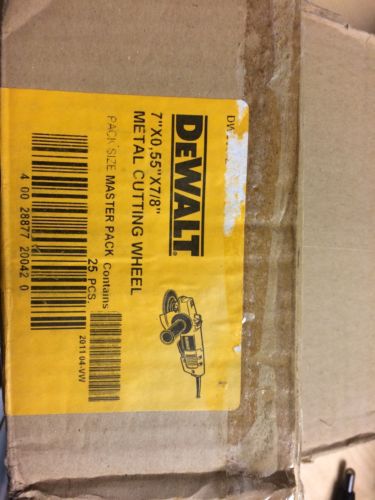 DEWALT
7"X0,55"X7/8"
METAL CUTTING WHEEL
PACK SIZE MASTER PACK Contains
25 PCS.
4 00 28877 20042 0
2011 04-VW